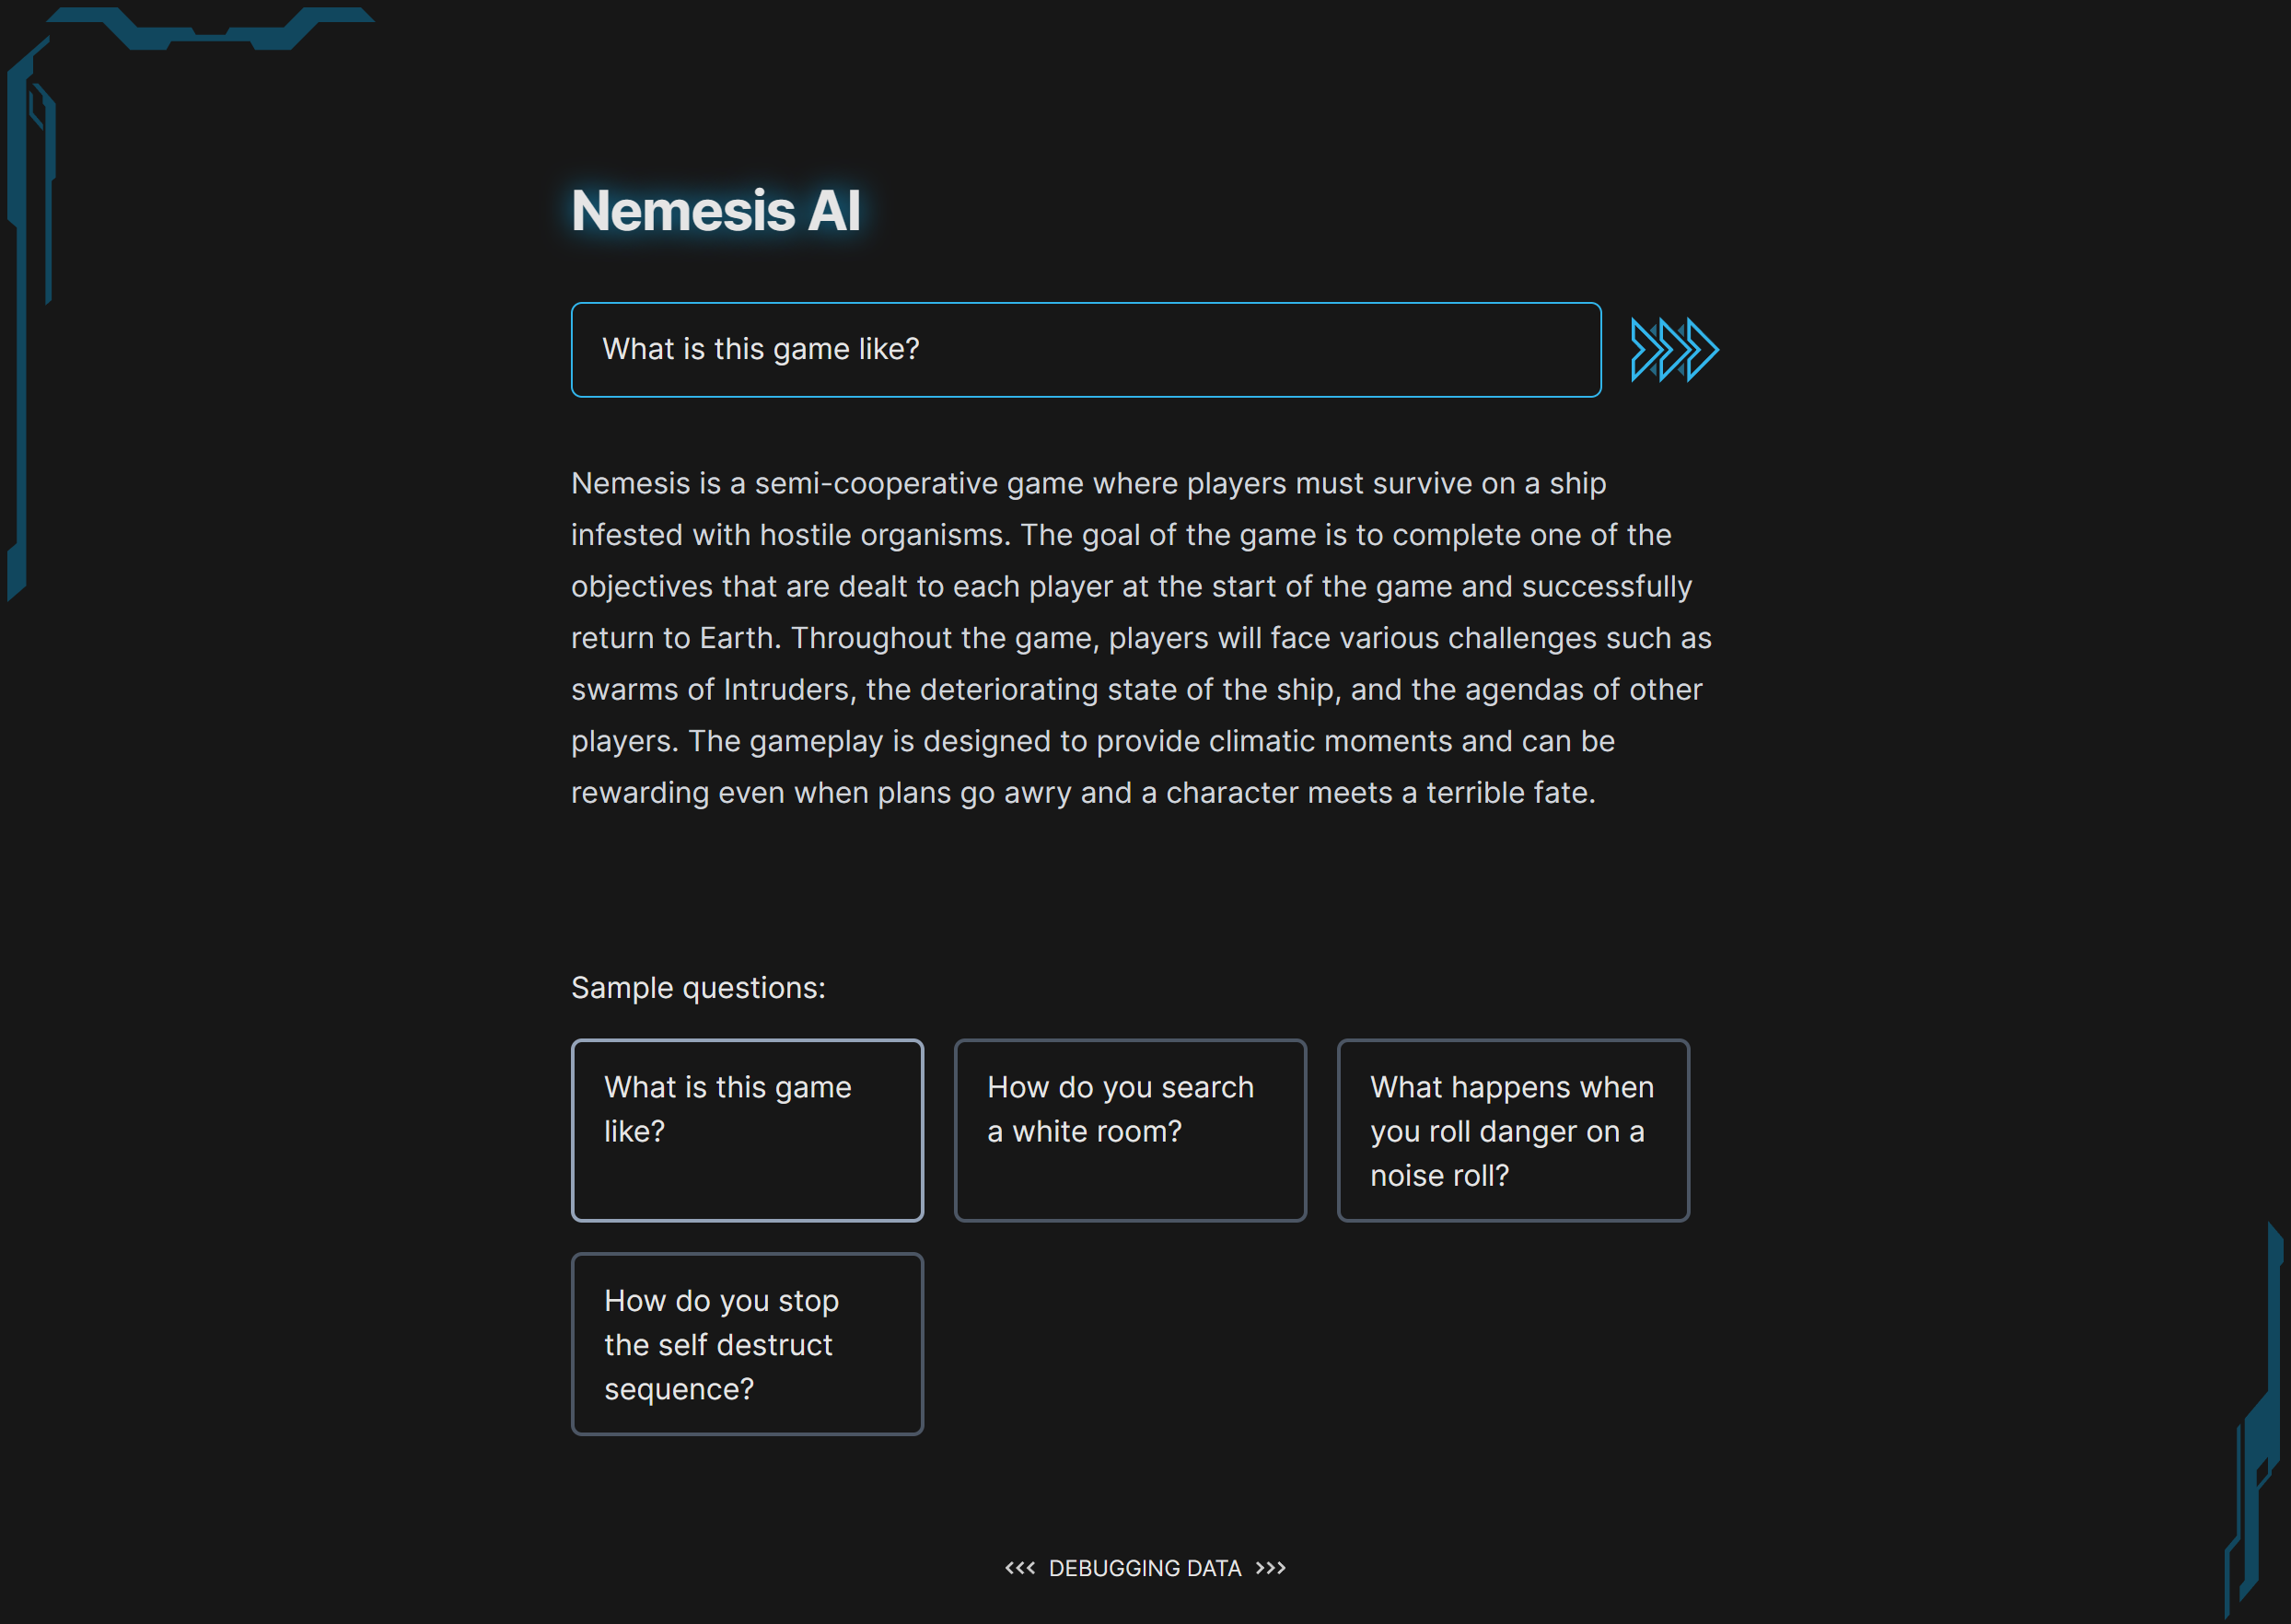 Nemesis AI
What is this game like?
Nemesis is a semi-cooperative game where players must survive on a ship
infested with hostile organisms. The goal of the game is to complete one of the
objectives that are dealt to each player at the start of the game and successfully
return to Earth. Throughout the game, players will face various challenges such as
swarms of Intruders, the deteriorating state of the ship, and the agendas of other
players. The gameplay is designed to provide climatic moments and can be
rewarding even when plans go awry and a character meets a terrible fate.
Sample questions:
What is this game
like?
How do you search
a white room?
What happens when
you roll danger on a
noise roll?
How do you stop
the self destruct
sequence?
‹‹‹ DEBUGGING DATA ›››